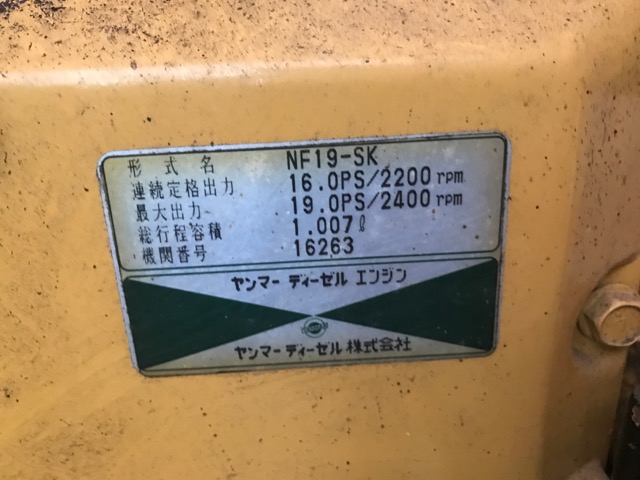 形式名 NF19-SK
連続定格出力 16.0PS/2200rpm
最大出力 19.0PS/2400rpm
総行程容積 1.007ℓ
機関番号 16263
ヤンマー ディーゼル エンジン
ヤンマーディーゼル株式会社